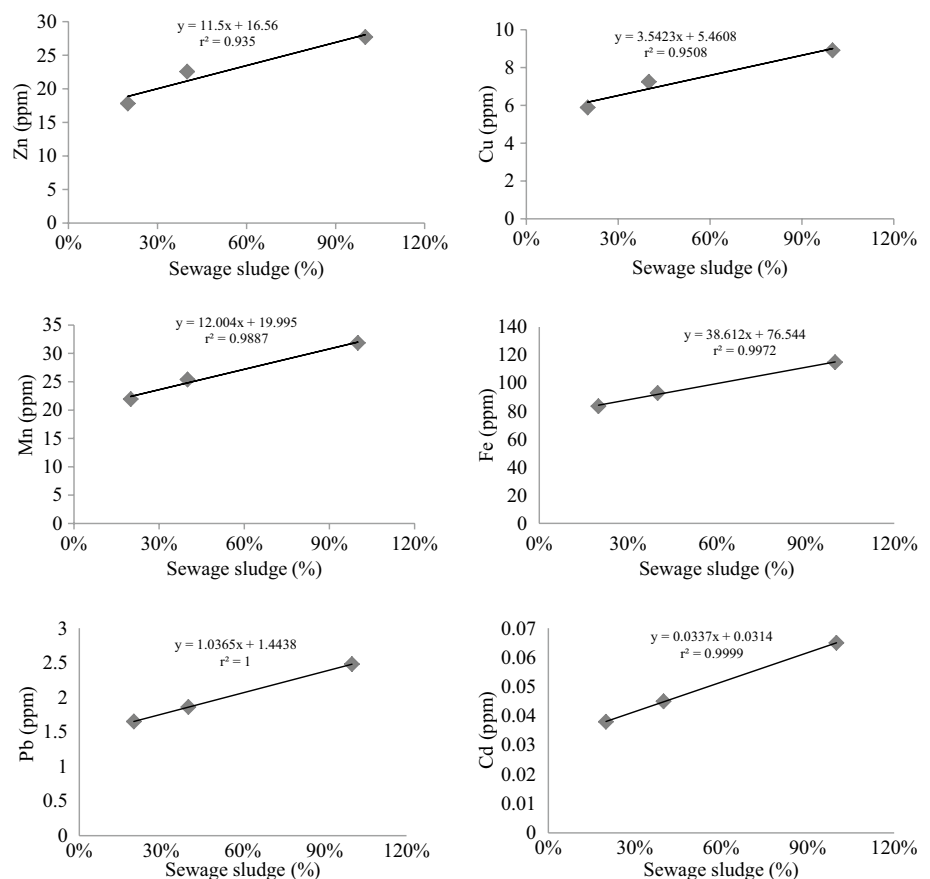 y = 11.5x + 16.56
r² = 0.935
30
25
20
15
10
5
0
Zn (ppm)
0% 30% 60% 90% 120%
Sewage sludge (%)
y = 3.5423x + 5.4608
r² = 0.9508
10
8
6
4
2
0
Cu (ppm)
0% 30% 60% 90% 120%
Sewage sludge (%)
y = 12.004x + 19.995
r² = 0.9887
35
30
25
20
15
10
5
0
Mn (ppm)
0% 30% 60% 90% 120%
Sewage sludge (%)
y = 38.612x + 76.544
r² = 0.9972
140
120
100
80
60
40
20
0
Fe (ppm)
0% 30% 60% 90% 120%
Sewage sludge (%)
y = 1.0365x + 1.4438
r² = 1
3
2.5
2
1.5
1
0.5
0
Pb (ppm)
0% 30% 60% 90% 120%
Sewage sludge (%)
y = 0.0337x + 0.0314
r² = 0.9999
0.07
0.06
0.05
0.04
0.03
0.02
0.01
0
Cd (ppm)
0% 30% 60% 90% 120%
Sewage sludge (%)